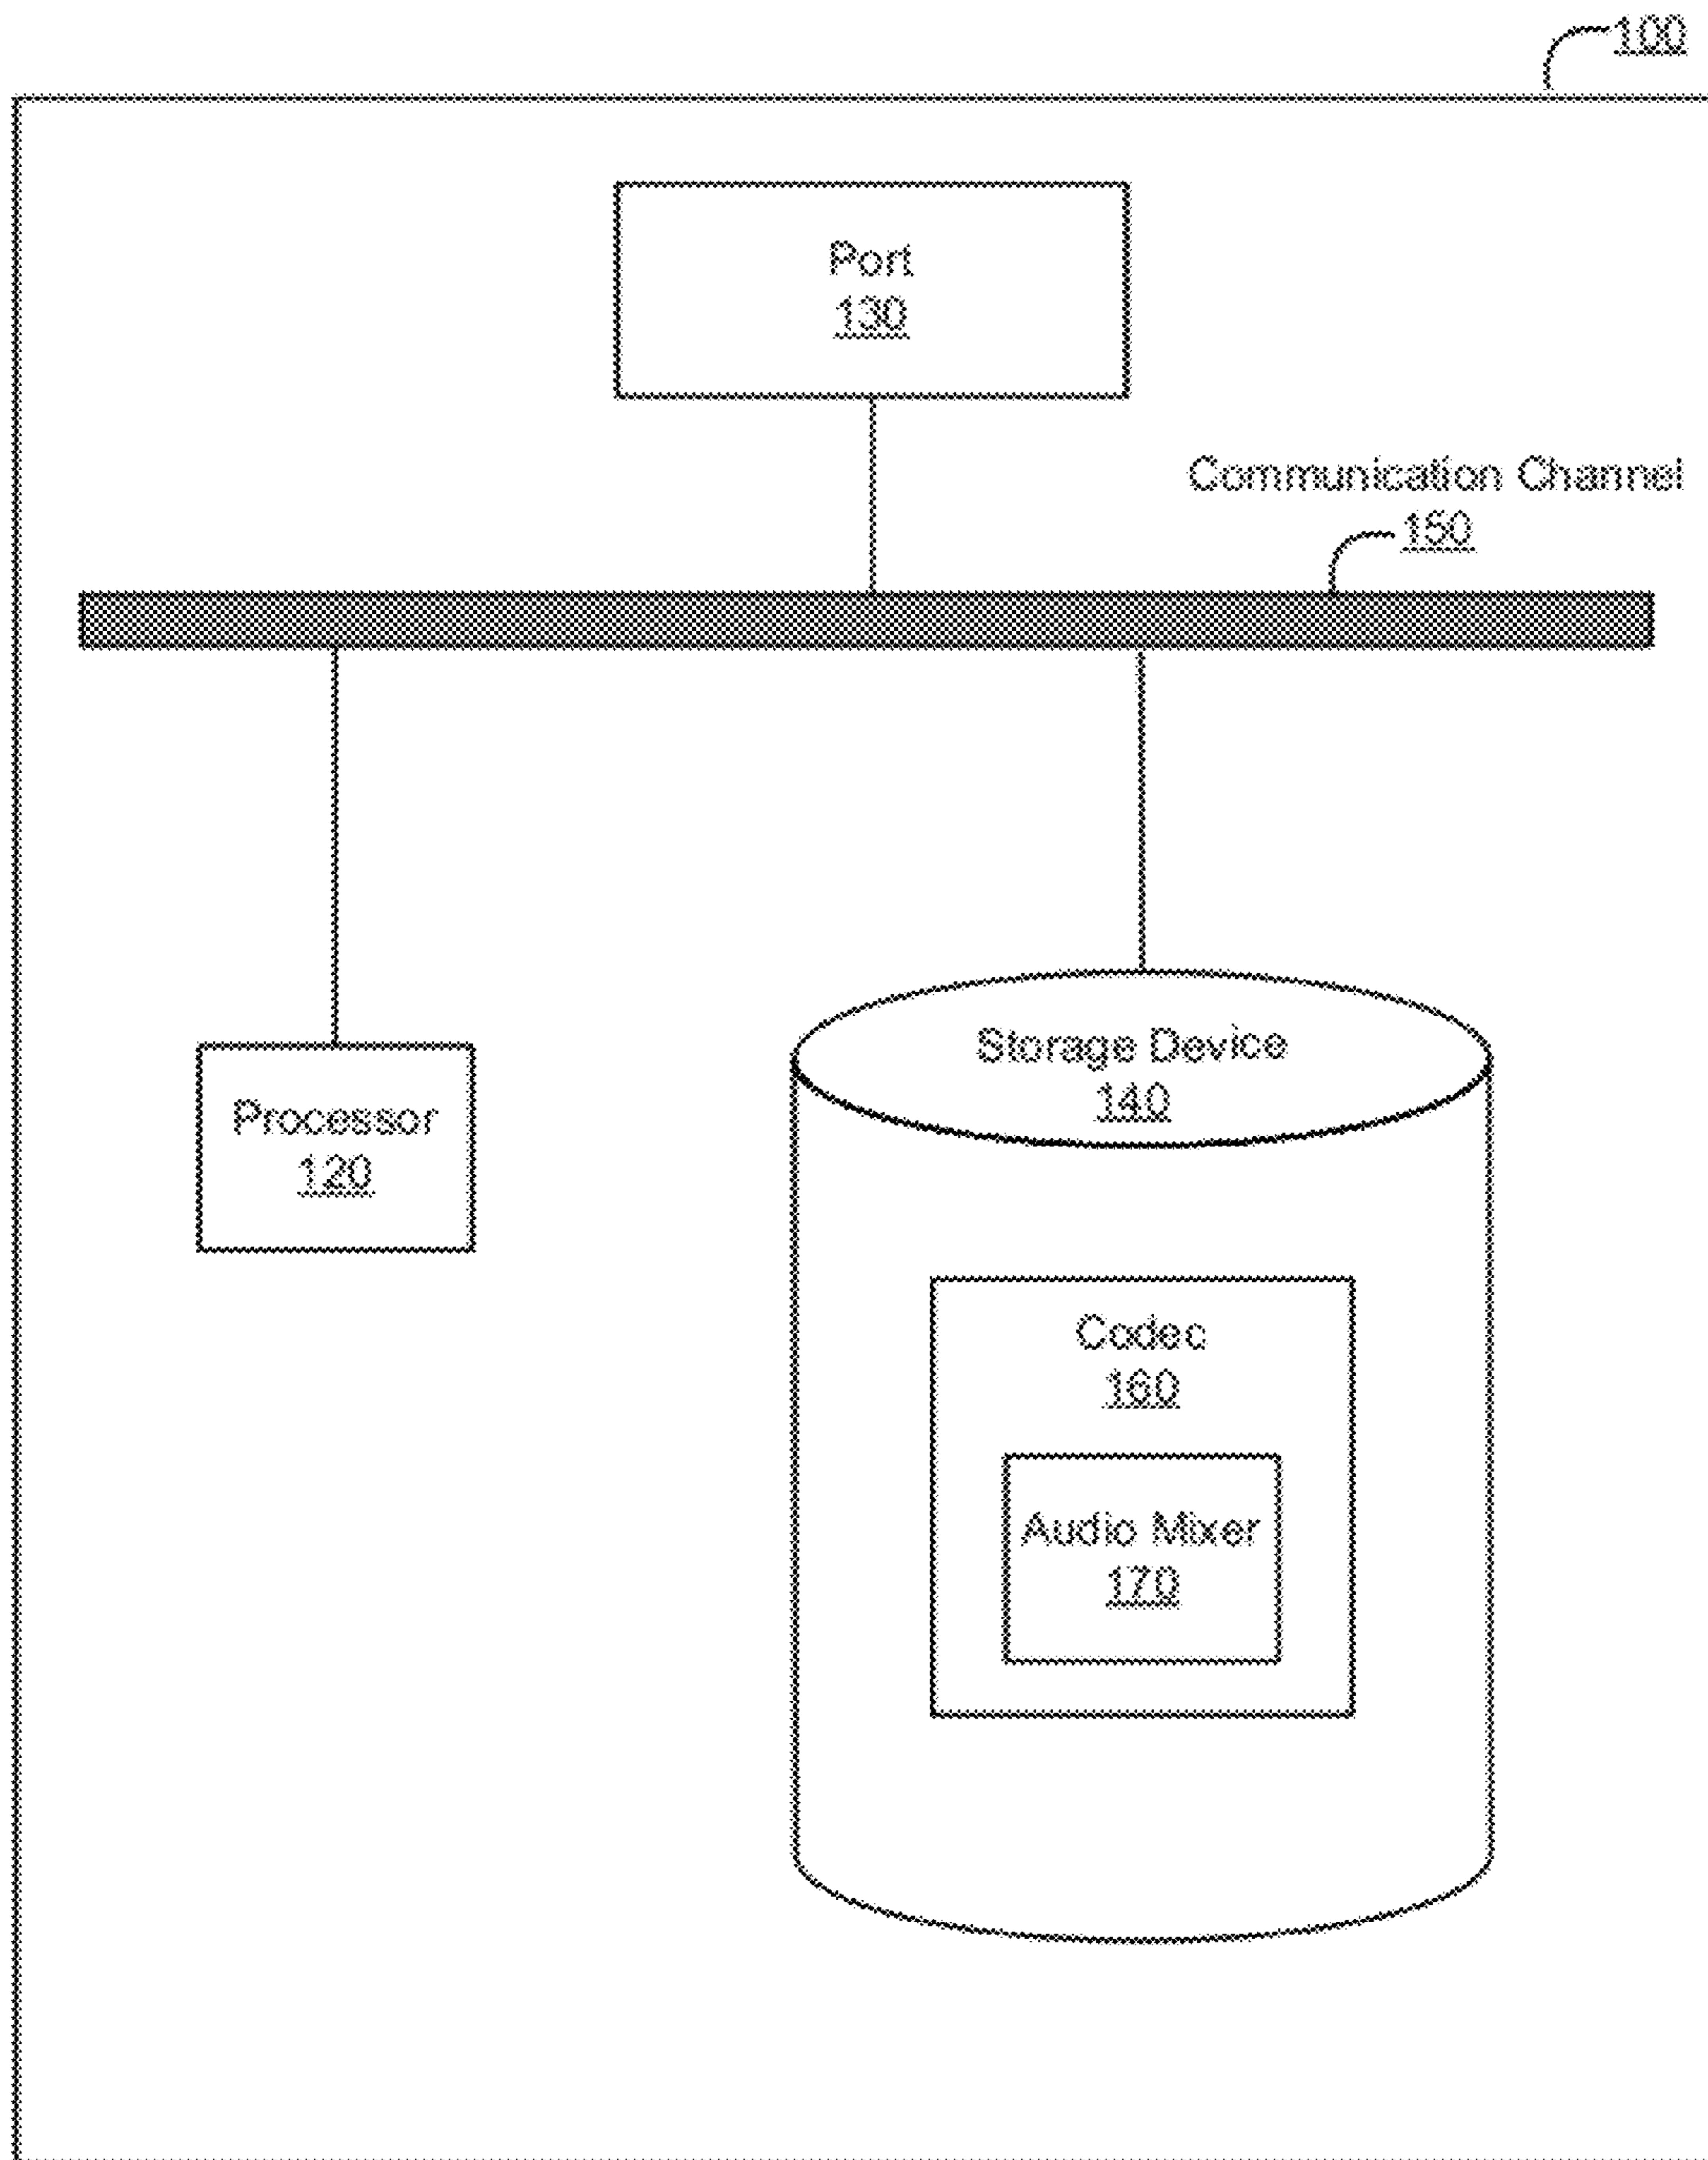 100
Port
130
Communication Channel
150
Storage Device
140
Processor
120
Codec
160
Audio Mixer
170